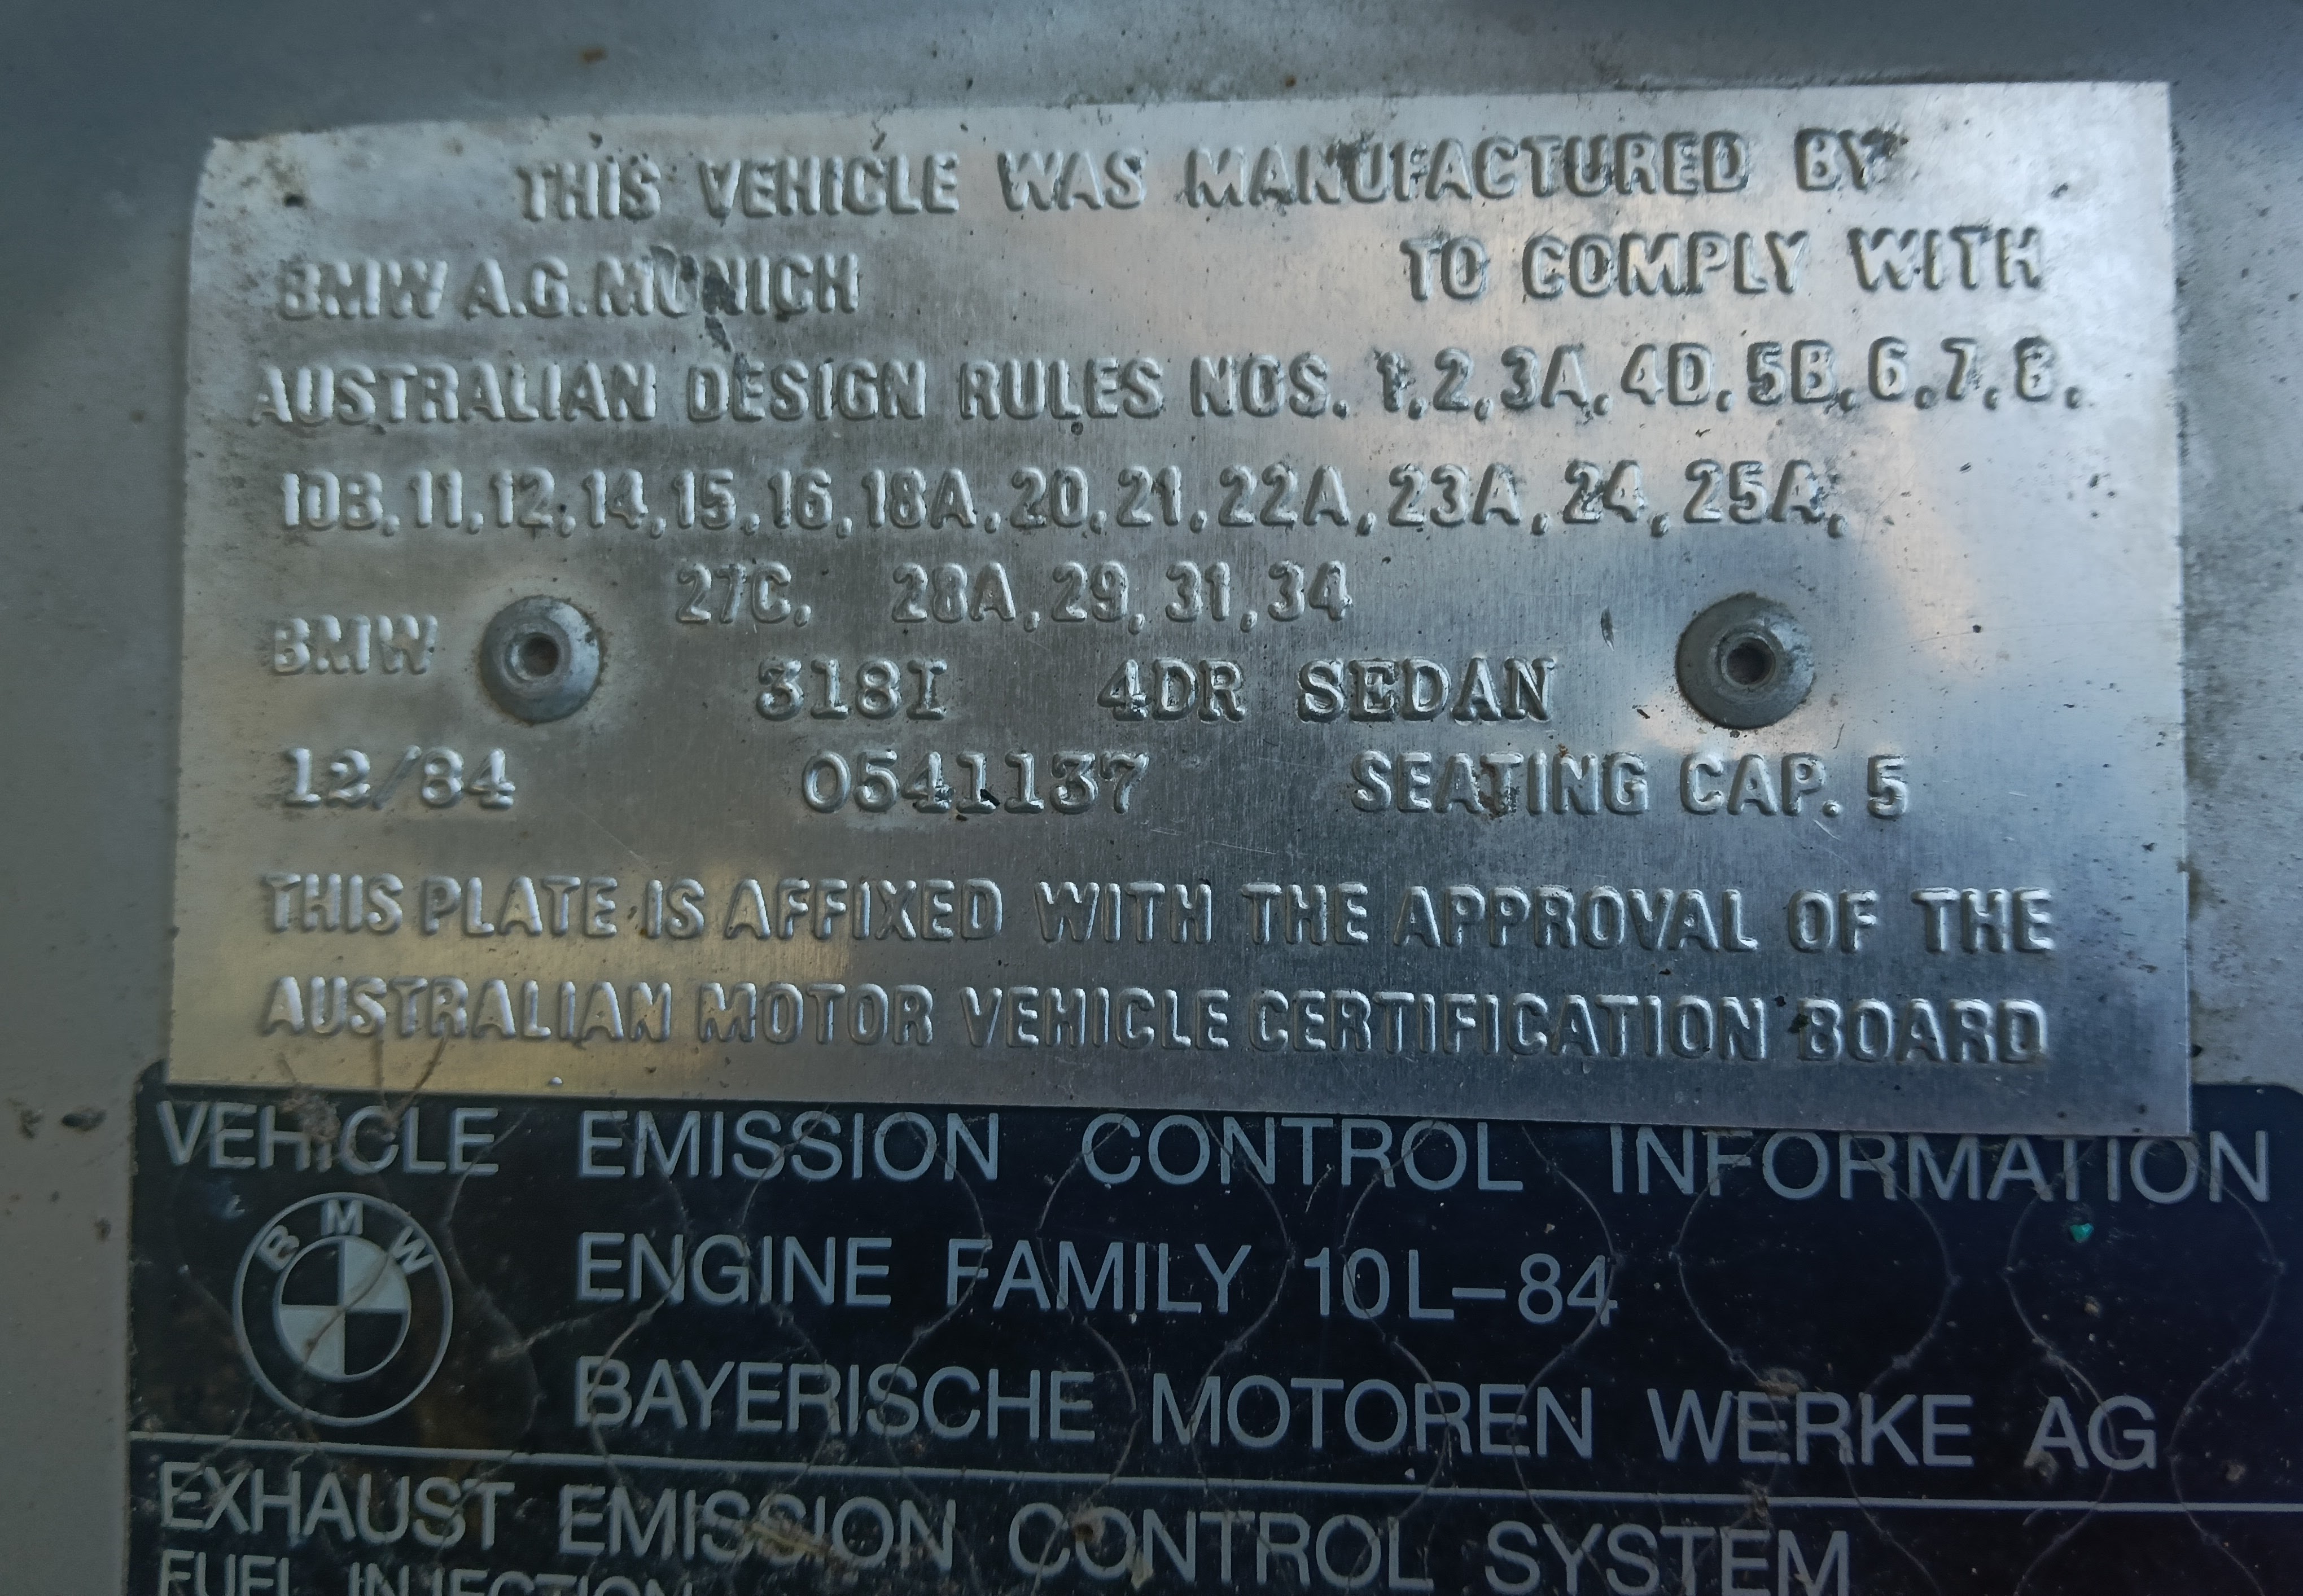 THIS VEHICLE WAS MANUFACTURED BY
BMW A.G. MUNICH TO COMPLY WITH
AUSTRALIAN DESIGN RULES NOS. 1,2,3A,4D,5B,6,7,8,
10B,11,12,14,15,16,18A,20,21,22A,23A,24,25A,
27C, 28A,29,31,34
BMW 318I 4DR SEDAN
12/84 0541137 SEATING CAP. 5
THIS PLATE IS AFFIXED WITH THE APPROVAL OF THE
AUSTRALIAN MOTOR VEHICLE CERTIFICATION BOARD
VEHICLE EMISSION CONTROL INFORMATION
BMW
ENGINE FAMILY 10L-84
BAYERISCHE MOTOREN WERKE AG
EXHAUST EMISSION CONTROL SYSTEM
FUEL INJECTION